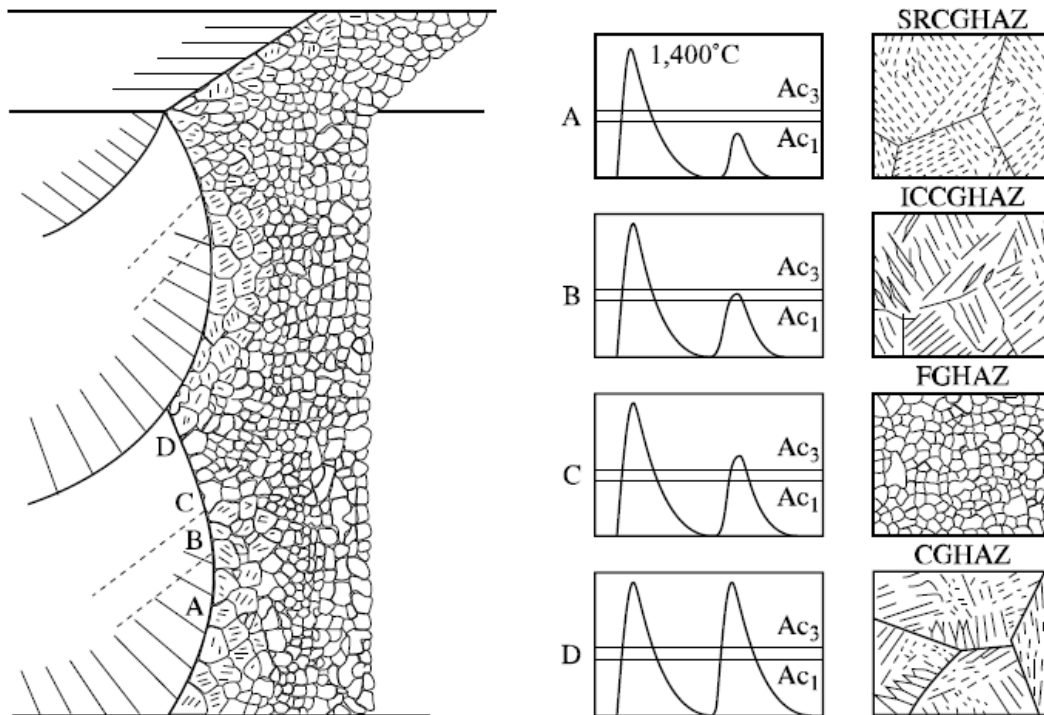 D
C
B
A
A
1,400˚C
Ac3
Ac1
SRCGHAZ
B
Ac3
Ac1
ICCGHAZ
C
Ac3
Ac1
FGHAZ
D
Ac3
Ac1
CGHAZ